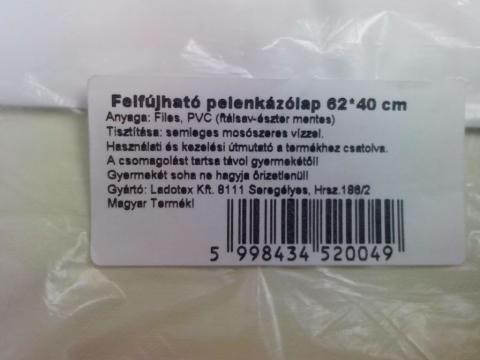 Felfújható pelenkázólap 62*40 cm
Anyaga: Files, PVC (ftálsav-észter mentes)
Tisztítása: semleges mosószeres vízzel.
Használati és kezelési útmutató a termékhez csatolva.
A csomagolást tartsa távol gyermekétől!
Gyermekét soha ne hagyja őrizetlenül!
Gyártó: Ladotex Kft. 8111 Seregélyes, Hrsz.186/2
Magyar Termék!
5 998434 520049